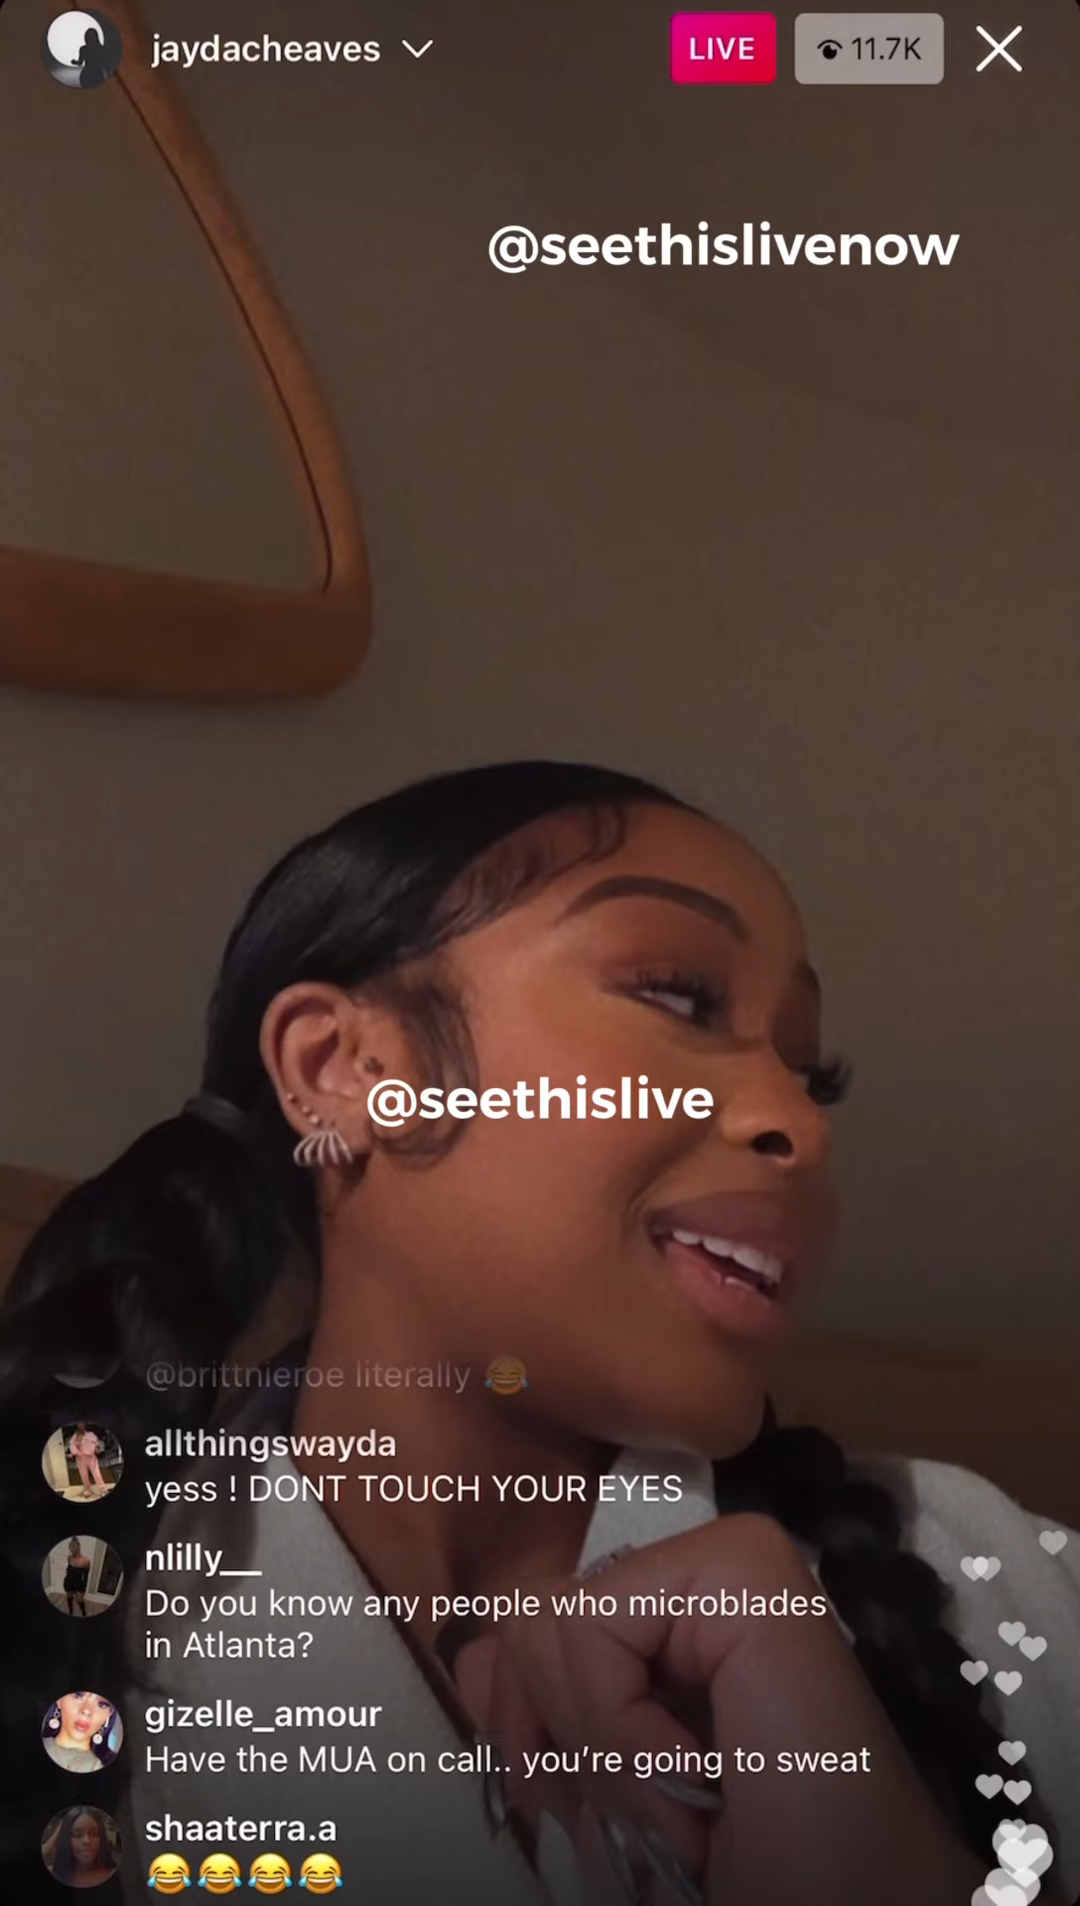 jaydacheaves
LIVE
11.7K
@seethislivenow
@seethislive
@brittnieroe literally 😂
allthingswayda
yess ! DONT TOUCH YOUR EYES
nlilly__
Do you know any people who microblades
in Atlanta?
gizelle_amour
Have the MUA on call.. you’re going to sweat
shaaterra.a
😂😂😂😂